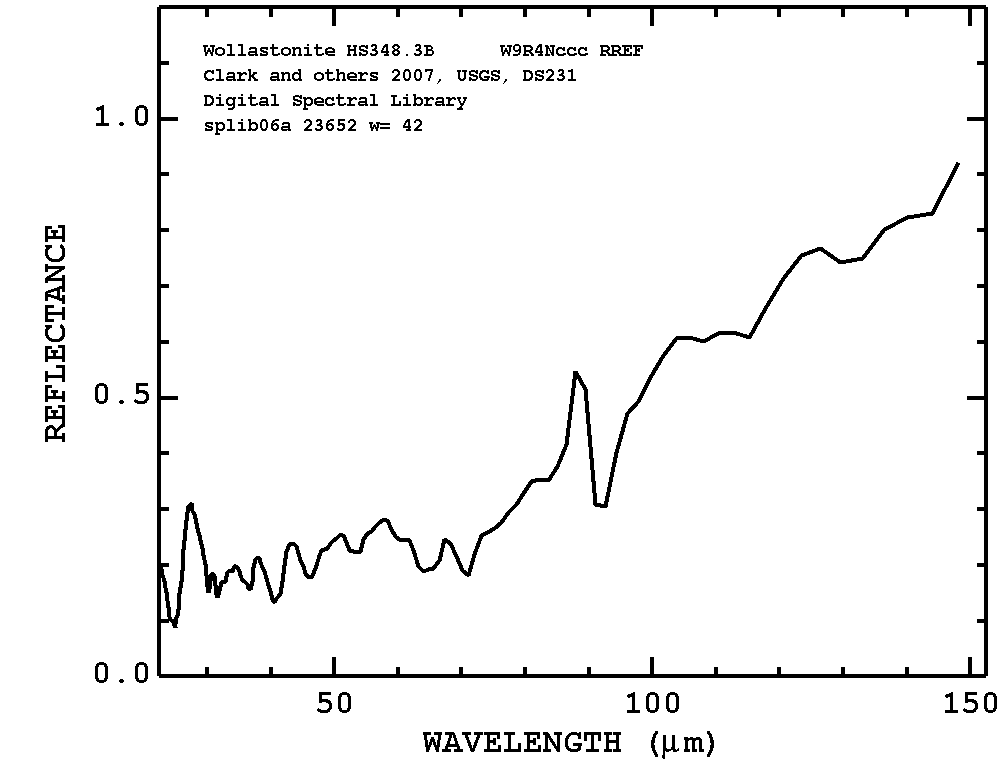 Wollastonite HS348.3B W9R4Nccc RREF
Clark and others 2007, USGS, DS231
Digital Spectral Library
splib06a 23652 w= 42
1.0
0.5
0.0
REFLECTANCE
50
100
150
WAVELENGTH (μm)